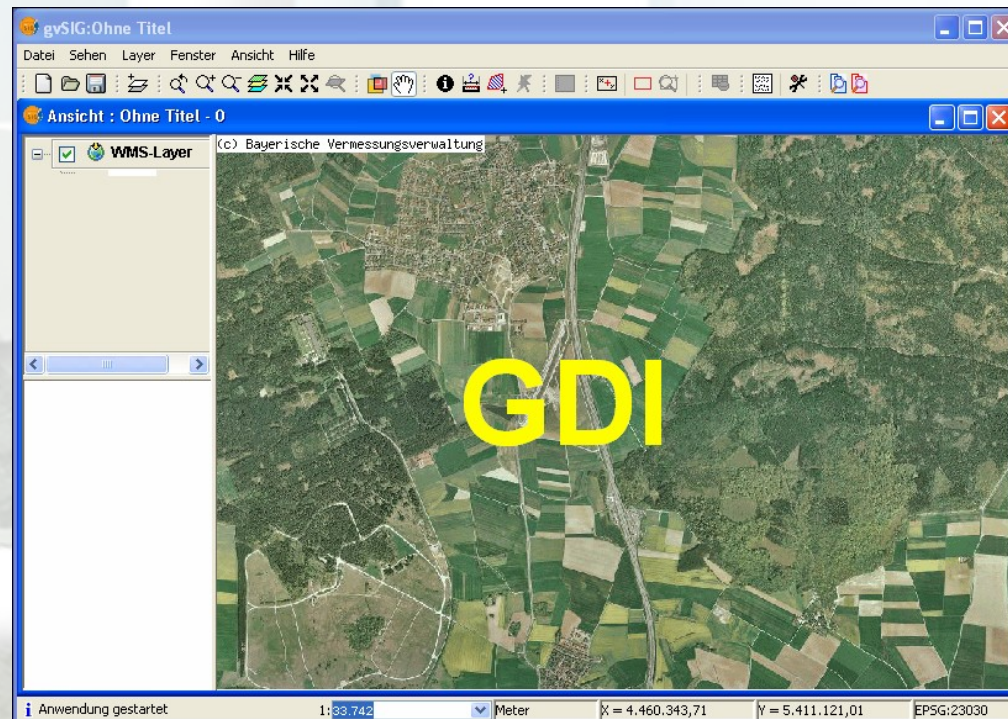 gvSIG:Ohne Titel
Datei Sehen Layer Fenster Ansicht Hilfe
Ansicht : Ohne Titel - 0
WMS-Layer
(c) Bayerische Vermessungsverwaltung
GDI
Anwendung gestartet 1:33.742 Meter X = 4.460.343,71 Y = 5.411.121,01 EPSG:23030